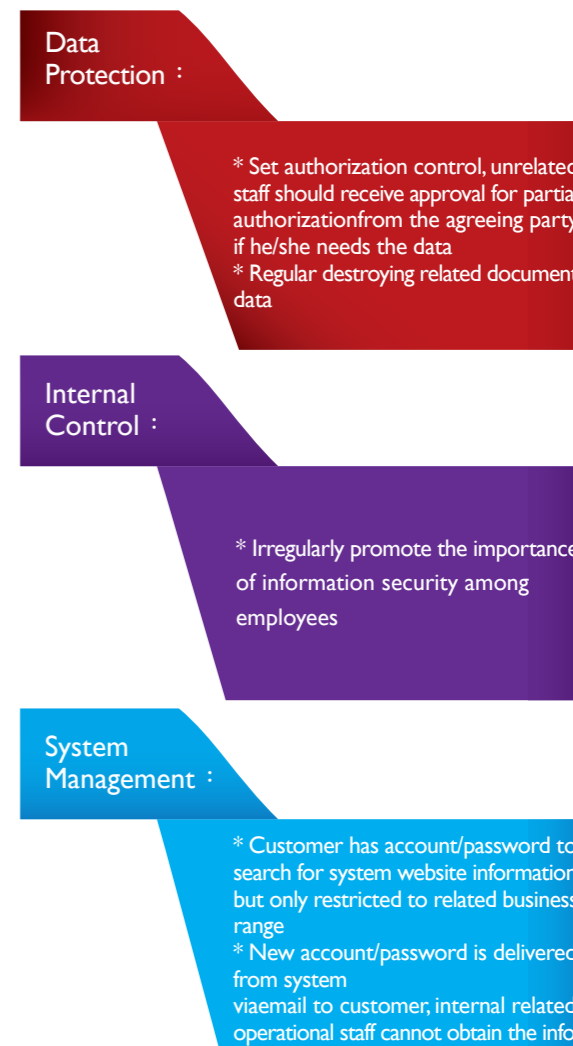 Data
Protection :
* Set authorization control, unrelated
staff should receive approval for partia
authorizationfrom the agreeing party
if he/she needs the data
* Regular destroying related document
data
Internal
Control :
* Irregularly promote the importance
of information security among
employees
System
Management :
* Customer has account/password to
search for system website information
but only restricted to related business
range
* New account/password is delivered
from system
viaemail to customer, internal related
operational staff cannot obtain the info